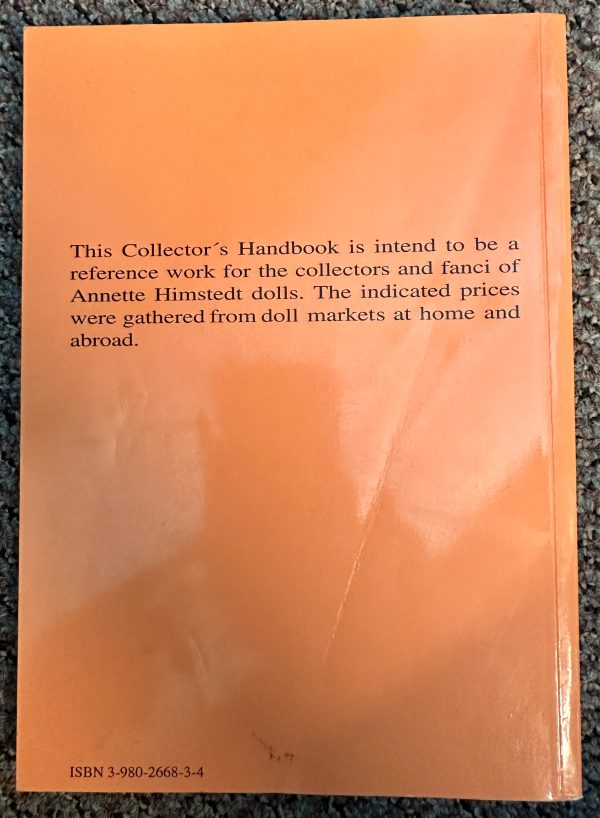 This Collector´s Handbook is intend to be a
reference work for the collectors and fanci of
Annette Himstedt dolls. The indicated prices
were gathered from doll markets at home and
abroad.
ISBN 3-980-2668-3-4